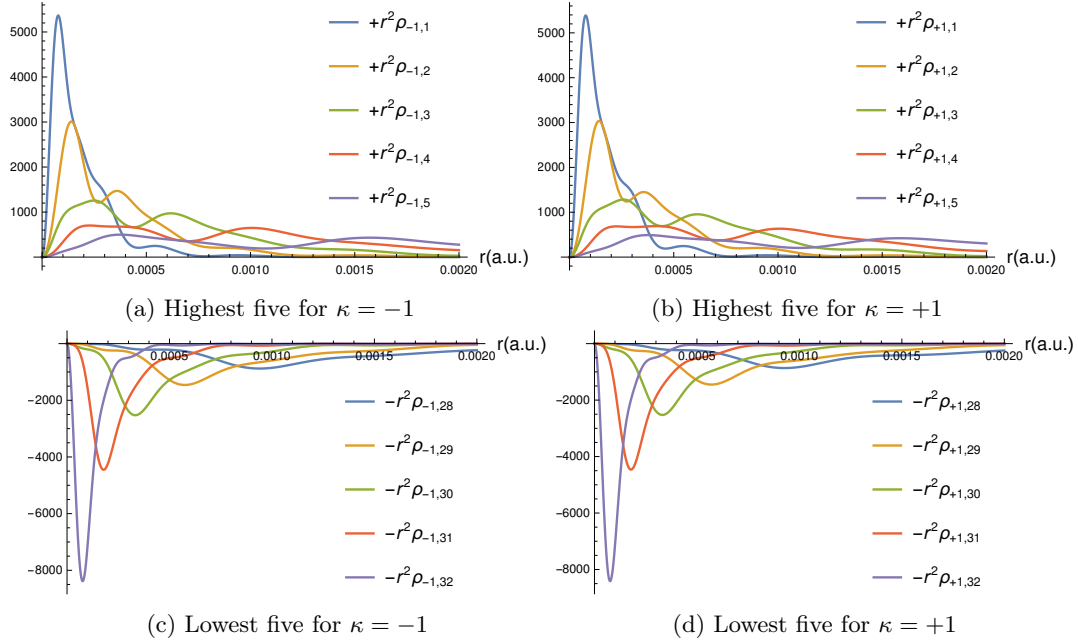 5000
4000
3000
2000
1000
0.0005 0.0010 0.0015 0.0020
r(a.u.)
+r²ρ₋₁,₁
+r²ρ₋₁,₂
+r²ρ₋₁,₃
+r²ρ₋₁,₄
+r²ρ₋₁,₅
(a) Highest five for κ = −1
5000
4000
3000
2000
1000
0.0005 0.0010 0.0015 0.0020
r(a.u.)
+r²ρ₊₁,₁
+r²ρ₊₁,₂
+r²ρ₊₁,₃
+r²ρ₊₁,₄
+r²ρ₊₁,₅
(b) Highest five for κ = +1
r(a.u.)
0.0005 0.0010 0.0015 0.0020
-2000
-4000
-6000
-8000
−r²ρ₋₁,₂₈
−r²ρ₋₁,₂₉
−r²ρ₋₁,₃₀
−r²ρ₋₁,₃₁
−r²ρ₋₁,₃₂
(c) Lowest five for κ = −1
r(a.u.)
0.0005 0.0010 0.0015 0.0020
-2000
-4000
-6000
-8000
−r²ρ₊₁,₂₈
−r²ρ₊₁,₂₉
−r²ρ₊₁,₃₀
−r²ρ₊₁,₃₁
−r²ρ₊₁,₃₂
(d) Lowest five for κ = +1